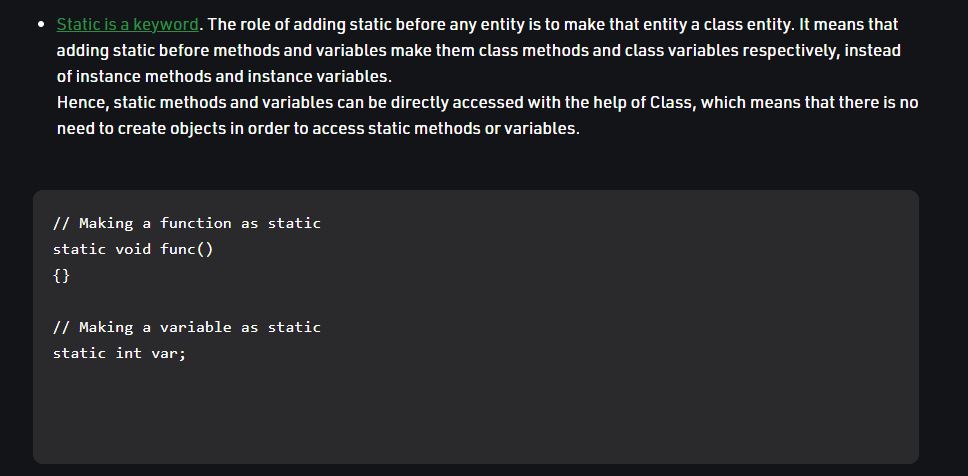 Static is a keyword. The role of adding static before any entity is to make that entity a class entity. It means that
adding static before methods and variables make them class methods and class variables respectively, instead
of instance methods and instance variables.
Hence, static methods and variables can be directly accessed with the help of Class, which means that there is no
need to create objects in order to access static methods or variables.
// Making a function as static
static void func()
{}
// Making a variable as static
static int var;